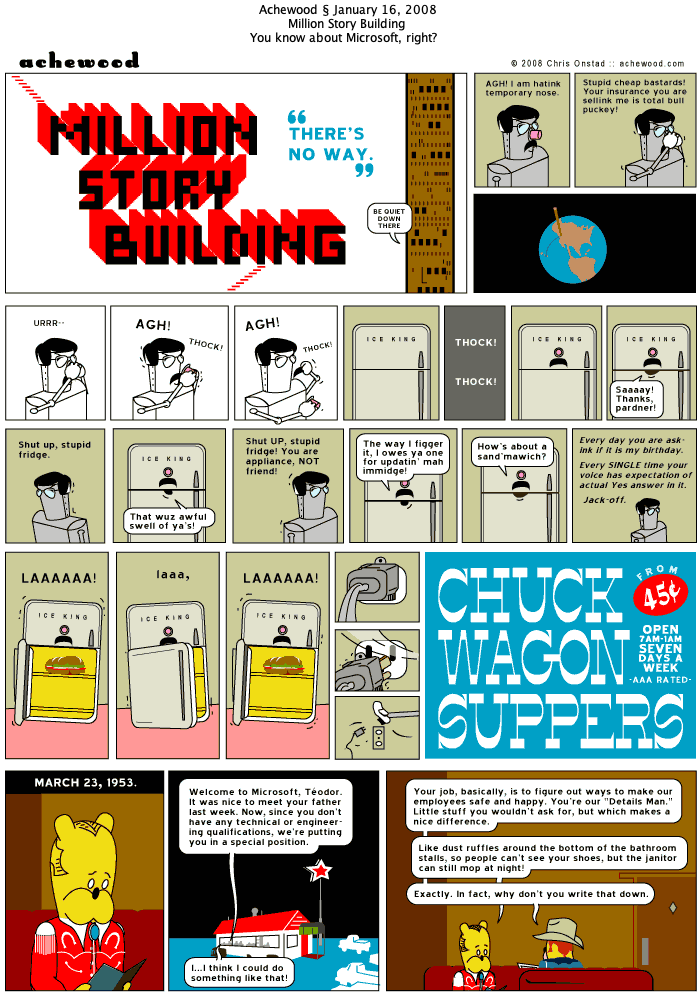 Achewood § January 16, 2008
Million Story Building
You know about Microsoft, right?
achewood
© 2008 Chris Onstad :: achewood.com
MILLION
STORY
BUILDING
“THERE'S
NO WAY.”
BE QUIET
DOWN
THERE
AGH! I am hatink
temporary nose.
Stupid cheap bastards!
Your insurance you are
sellink me is total bull
puckey!
URRR--
AGH!
THOCK!
AGH!
THOCK!
ICE KING
THOCK!
THOCK!
ICE KING
ICE KING
Saaaay!
Thanks,
pardner!
Shut up, stupid
fridge.
ICE KING
That wuz awful
swell of ya's!
Shut UP, stupid
fridge! You are
appliance, NOT
friend!
The way I figger
it, I owes ya one
for updatin' mah
immidge!
How's about a
sand'mawich?
Every day you are ask-
ink if it is my birthday.
Every SINGLE time your
voice has expectation of
actual Yes answer in it.
Jack-off.
LAAAAAA!
ICE KING
laaa,
ICE KING
LAAAAAA!
ICE KING
CHUCK
WAGON
SUPPERS
FROM
45¢
OPEN
7AM-1AM
SEVEN
DAYS A
WEEK
-AAA RATED-
MARCH 23, 1953.
Welcome to Microsoft, Téodor.
It was nice to meet your father
last week. Now, since you don't
have any technical or engineer-
ing qualifications, we're putting
you in a special position.
I...I think I could do
something like that!
Your job, basically, is to figure out ways to make our
employees safe and happy. You're our "Details Man."
Little stuff you wouldn't ask for, but which makes a
nice difference.
Like dust ruffles around the bottom of the bathroom
stalls, so people can't see your shoes, but the janitor
can still mop at night!
Exactly. In fact, why don't you write that down.